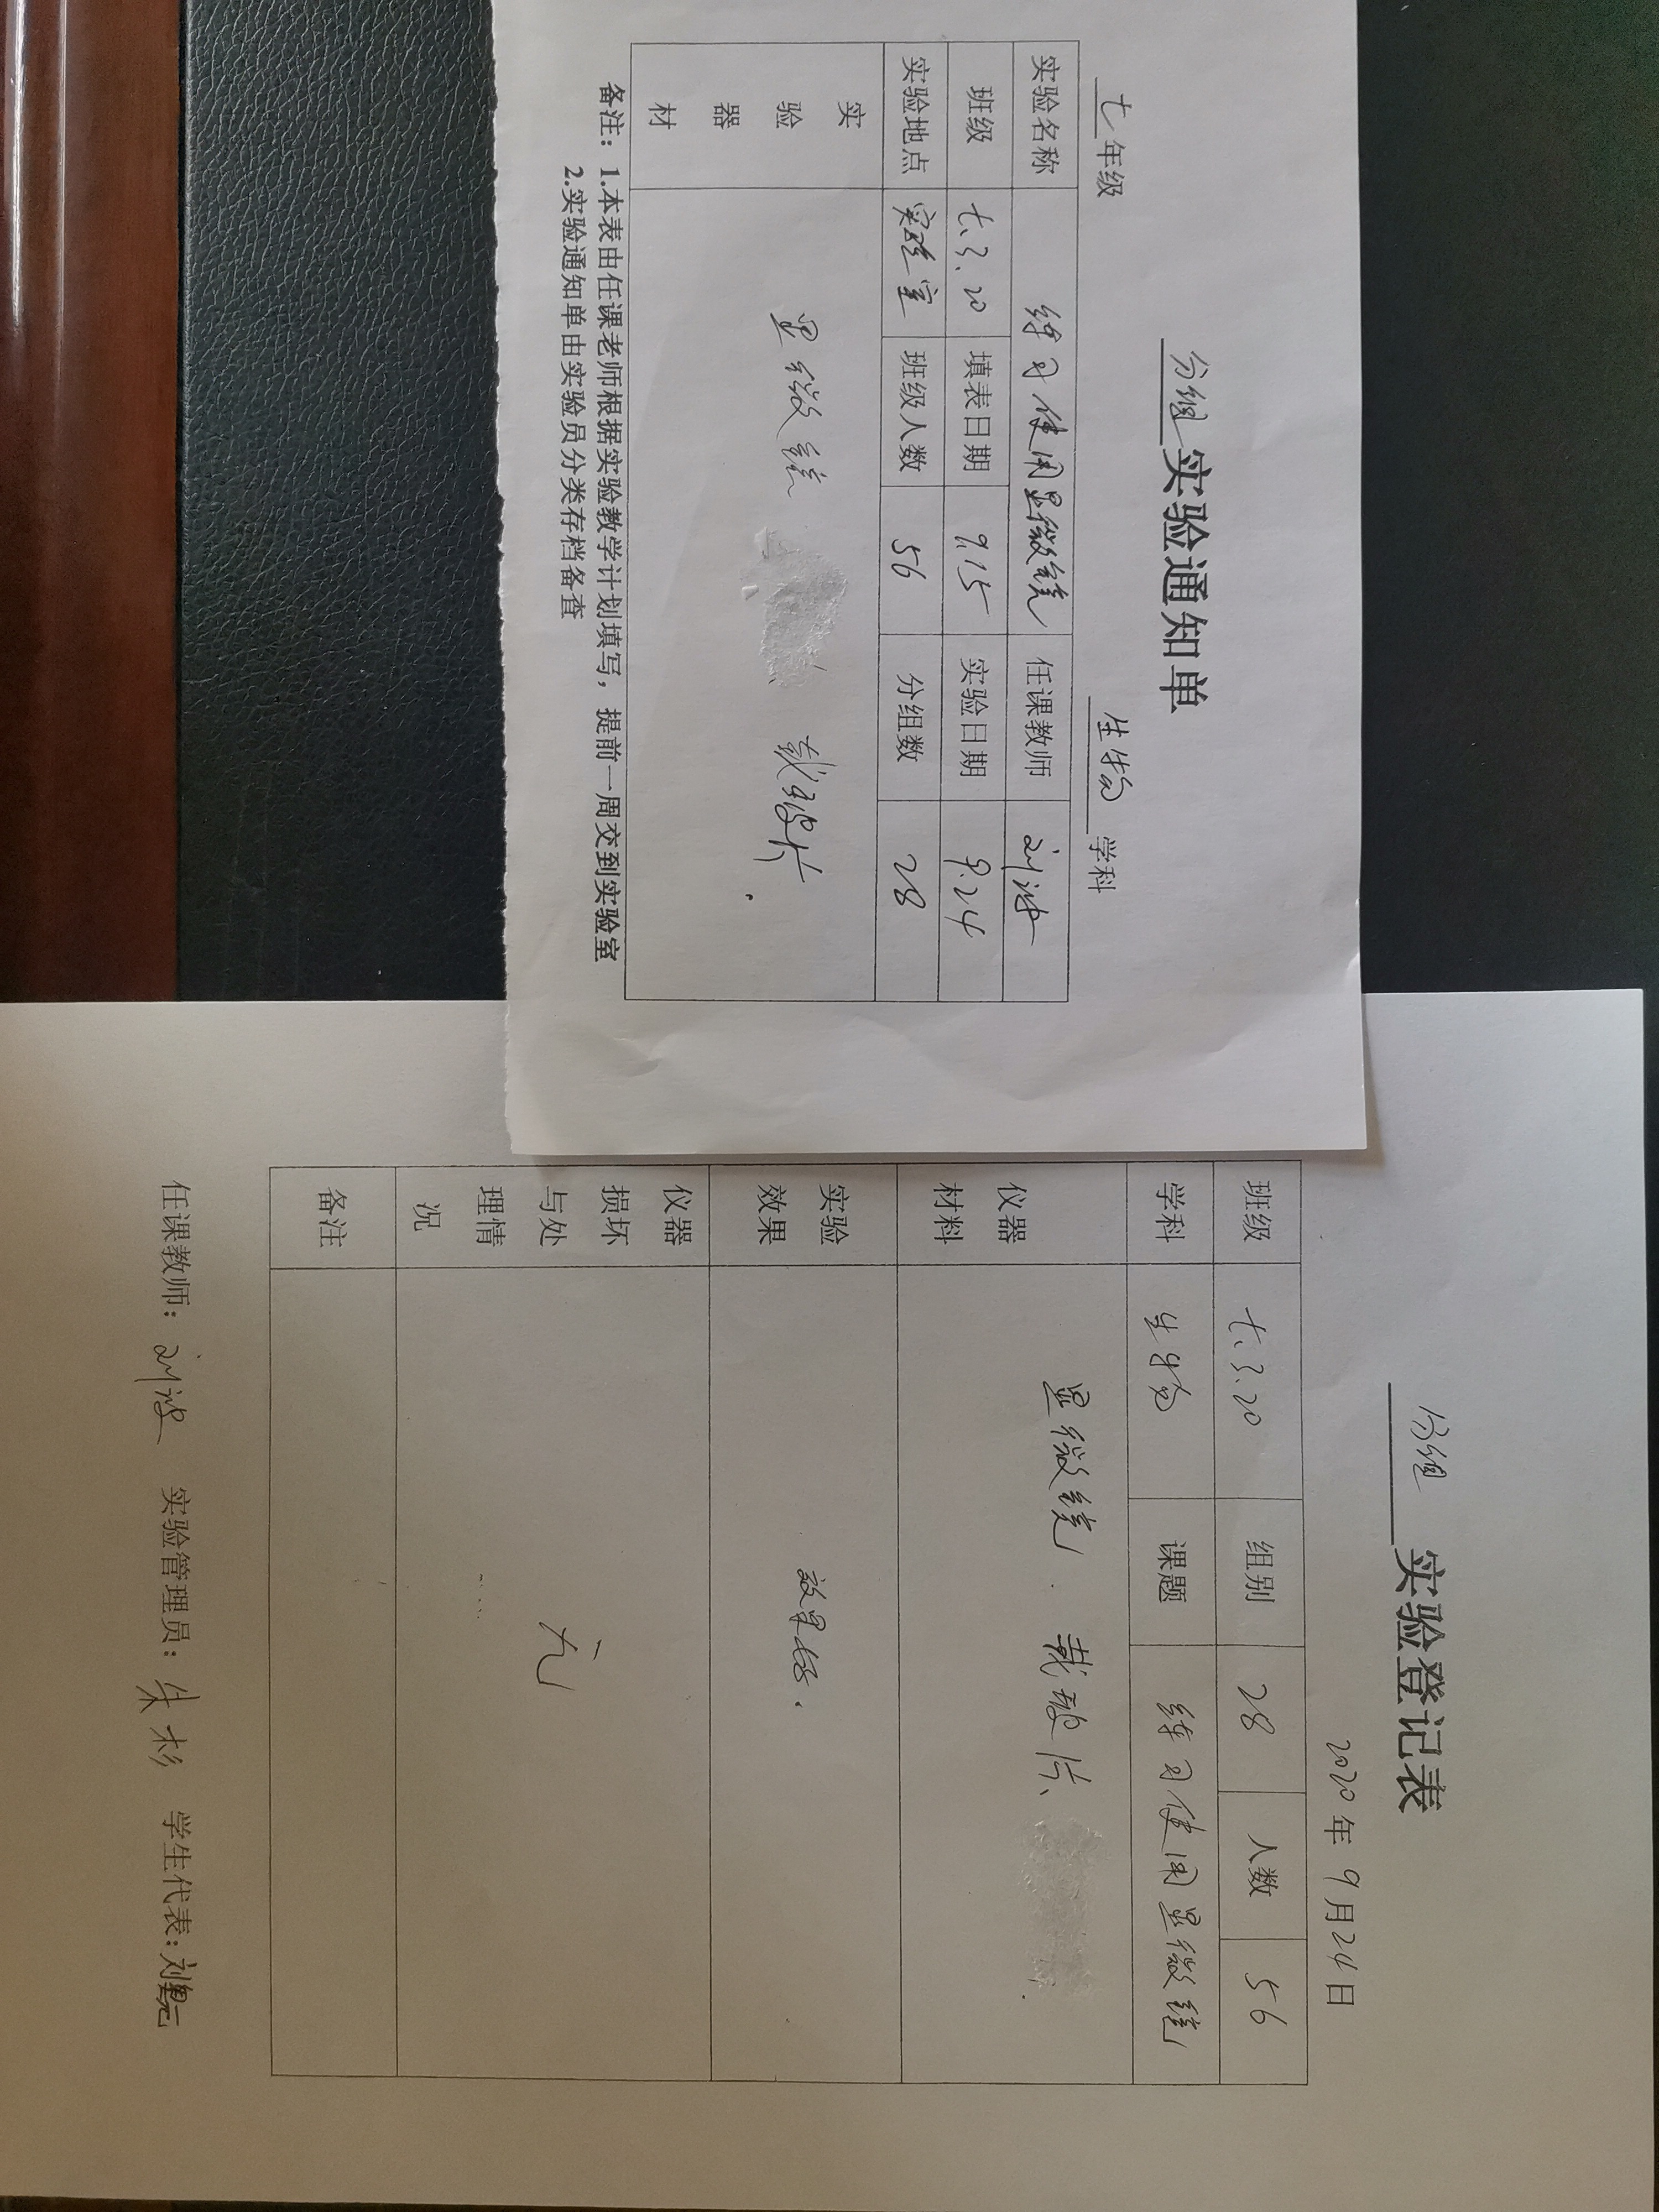 分组实验通知单
七年级 生物学科
实验名称 练习使用显微镜 任课教师 刘波
班级 七.3.20 填表日期 9.15 实验日期 9.24
实验地点 实验室 班级人数 56 分组数 28
实验器材 显微镜 载玻片
备注：1.本表由任课老师根据实验教学计划填写，提前一周交到实验室
2.实验通知单由实验员分类存档备查
分组 实验登记表
2020年9月24日
班级 七.3.20 组别 28 人数 56
学科 生物 课题 练习使用显微镜
仪器材料 显微镜 载玻片、
实验效果 效果好.
仪器损坏与处理情况 无
备注
任课教师：刘波 实验管理员：朱杉 学生代表：刘